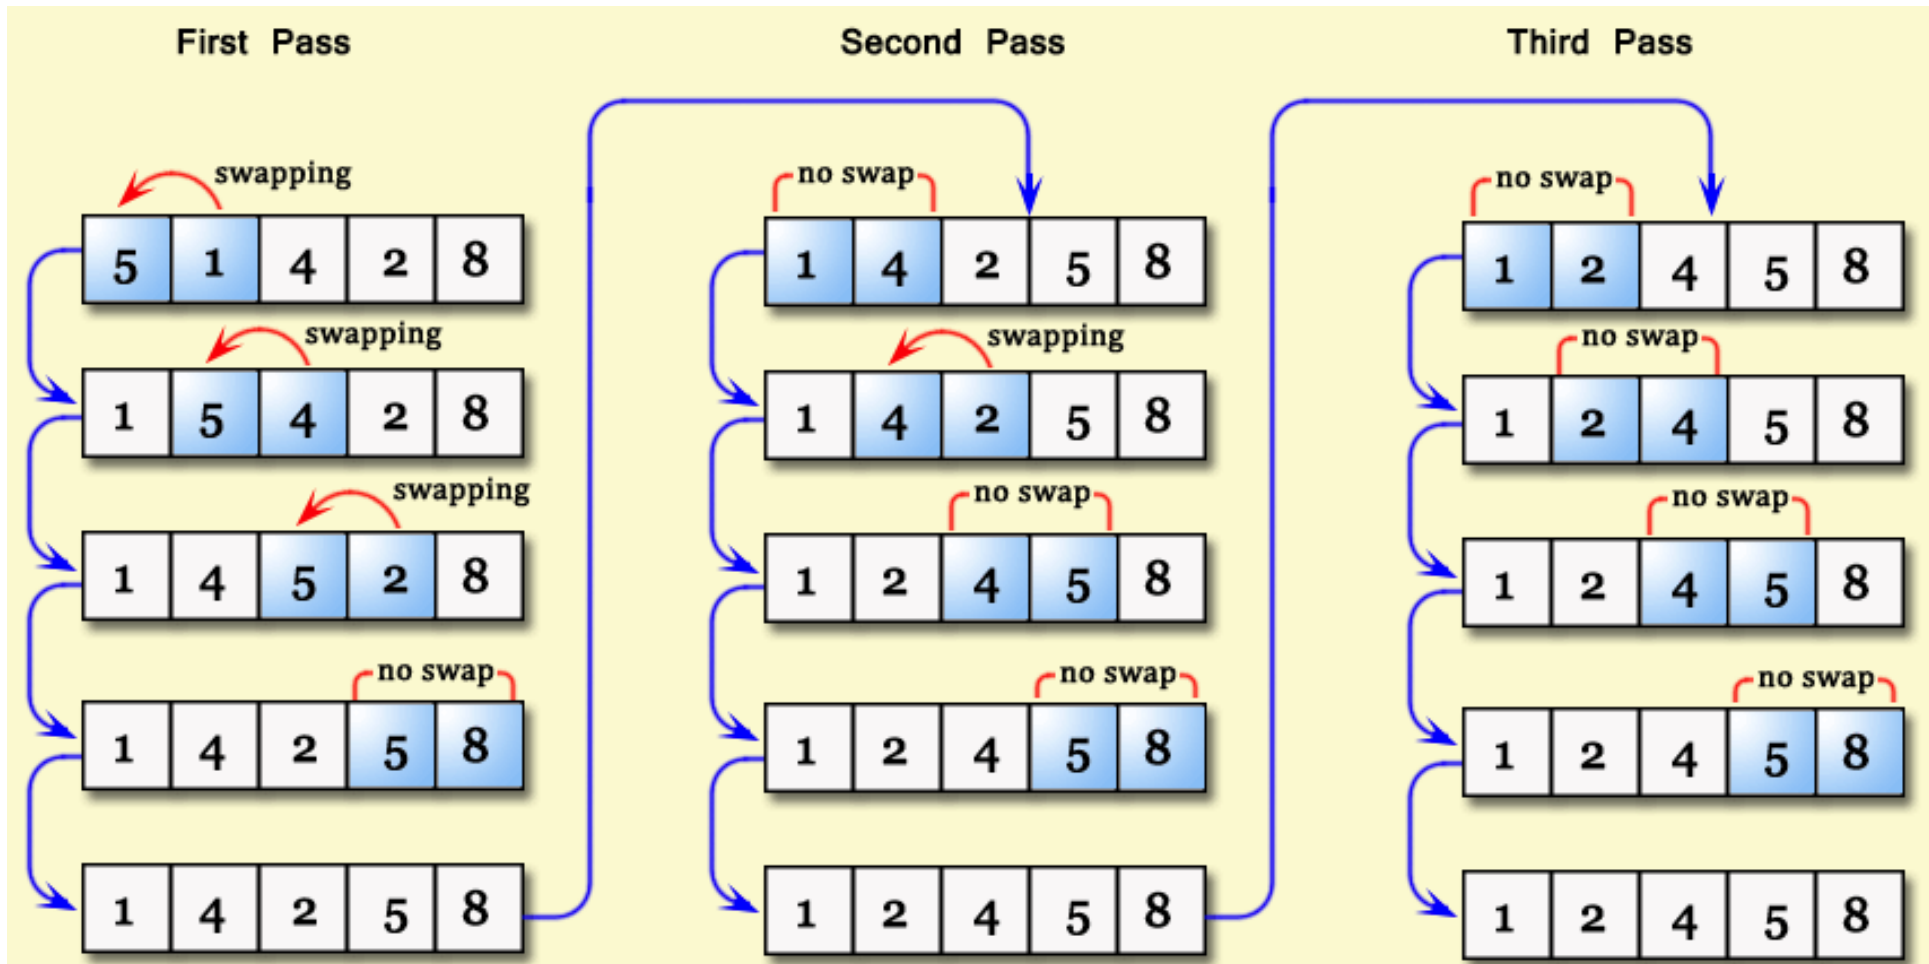 First Pass
swapping
5 1 4 2 8
swapping
1 5 4 2 8
swapping
1 4 5 2 8
no swap
1 4 2 5 8
1 4 2 5 8
Second Pass
no swap
1 4 2 5 8
swapping
1 4 2 5 8
no swap
1 2 4 5 8
no swap
1 2 4 5 8
1 2 4 5 8
Third Pass
no swap
1 2 4 5 8
no swap
1 2 4 5 8
no swap
1 2 4 5 8
no swap
1 2 4 5 8
1 2 4 5 8